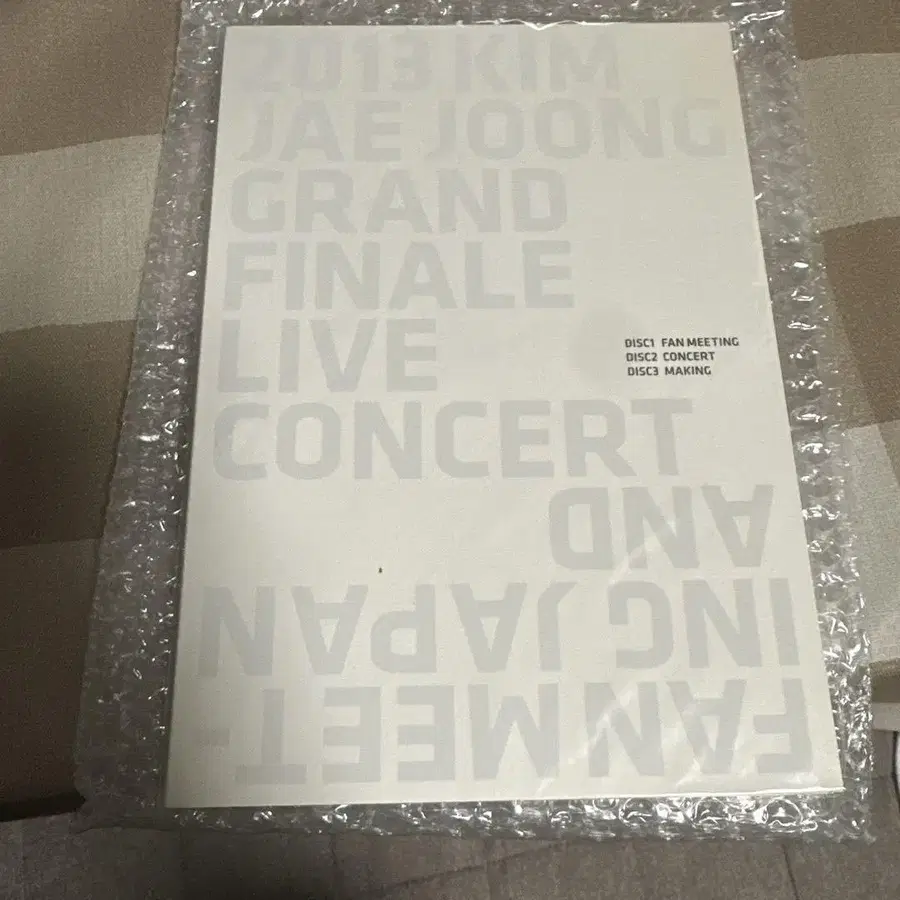 2013 KIM
JAE JOONG
GRAND
FINALE
LIVE
CONCERT
DISC1 FAN MEETING
DISC2 CONCERT
DISC3 MAKING
AND
FAN MEET-
ING JAPAN